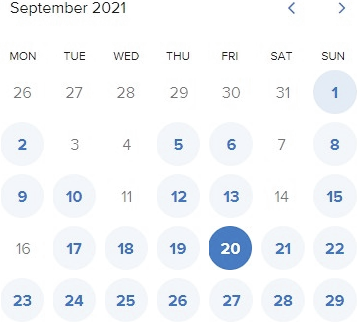 September 2021
MON TUE WED THU FRI SAT SUN
26 27 28 29 30 31 1
2 3 4 5 6 7 8
9 10 11 12 13 14 15
16 17 18 19 20 21 22
23 24 25 26 27 28 29